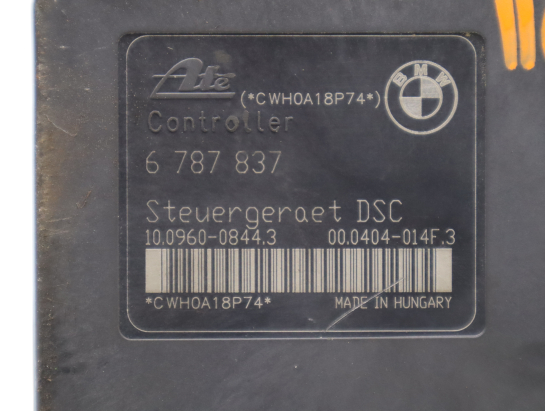 Ate (*CWH0A18P74*) BMW
Controller
6 787 837
Steuergeraet DSC
10.0960-0844.3 00.0404-014F.3
*CWH0A18P74* MADE IN HUNGARY